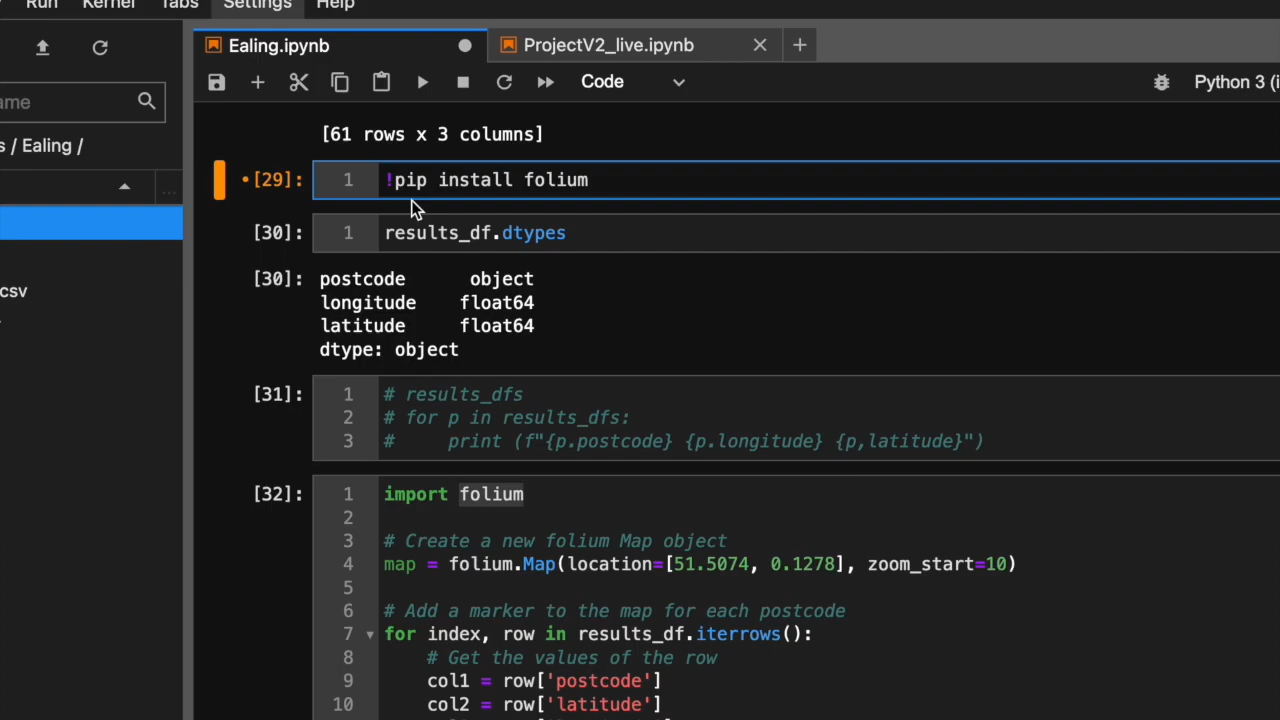 Run Kernel Tabs Settings Help
Ealing.ipynb ProjectV2_live.ipynb
Code Python 3 (i
ame
s / Ealing /
...
csv
[61 rows x 3 columns]
•[29]: 1 !pip install folium
[30]: 1 results_df.dtypes
[30]: postcode object
longitude float64
latitude float64
dtype: object
[31]: 1 # results_dfs
2 # for p in results_dfs:
3 # print (f"{p.postcode} {p.longitude} {p,latitude}")
[32]: 1 import folium
2
3 # Create a new folium Map object
4 map = folium.Map(location=[51.5074, 0.1278], zoom_start=10)
5
6 # Add a marker to the map for each postcode
7 for index, row in results_df.iterrows():
8 # Get the values of the row
9 col1 = row['postcode']
10 col2 = row['latitude']